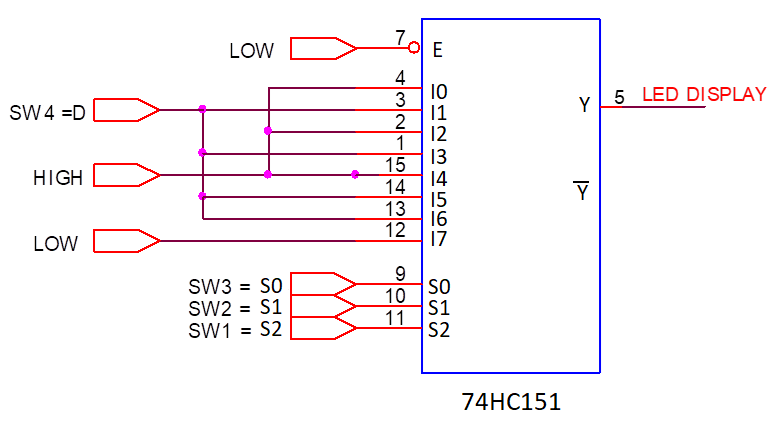 7
LOW
E
4
I0
SW4 =D
3
I1
Y
5
LED DISPLAY
2
I2
1
I3
HIGH
15
I4
Y
14
I5
13
I6
LOW
12
I7
SW3 = S0
9
S0
SW2 = S1
10
S1
SW1 = S2
11
S2
74HC151